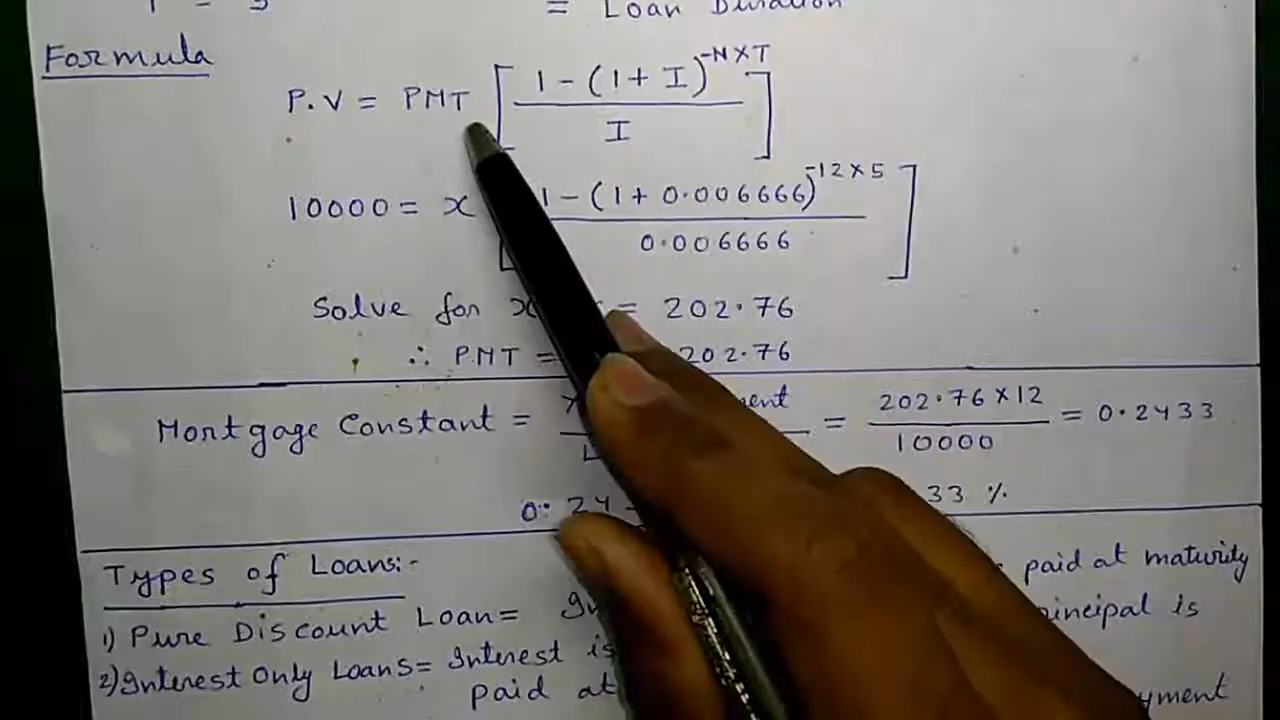 = Loan Duration
Formula
P.V = PMT [ 1 - (1 + I)^-N×T / I ]
10000 = x [ 1 - (1 + 0.006666)^-12×5 / 0.006666 ]
Solve for x = 202.76
∴ PMT = 202.76
Mortgage Constant = = 202.76 × 12 / 10000 = 0.2433
0.24 33 %
Types of Loans:-
paid at maturity
1) Pure Discount Loan =
is
2) Interest Only Loans = Interest is
paid at